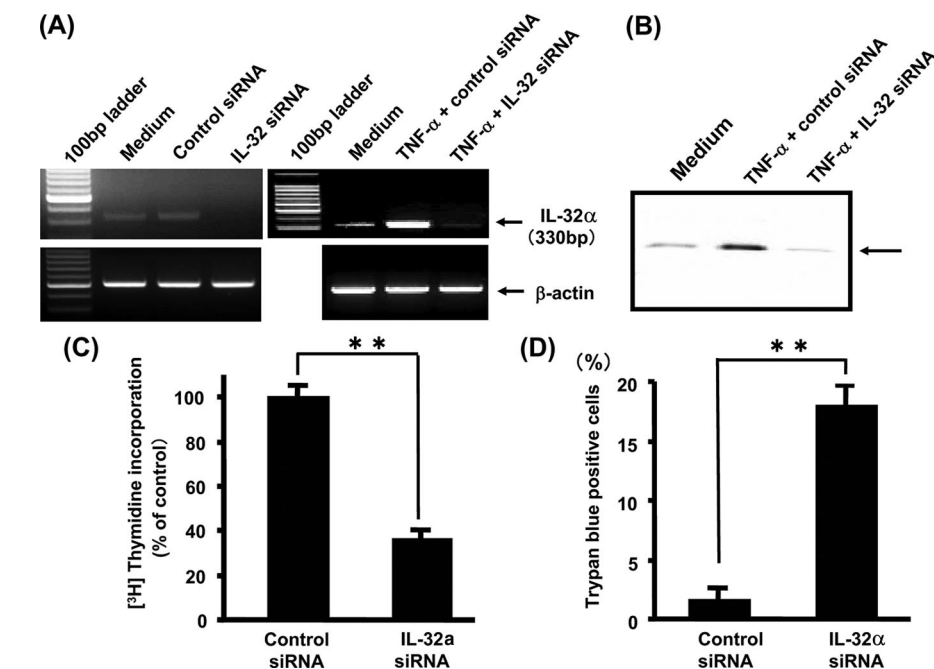 (A)
100bp ladder
Medium
Control siRNA
IL-32 siRNA
100bp ladder
Medium
TNF-α + control siRNA
TNF-α + IL-32 siRNA
IL-32α
(330bp)
β-actin
(B)
Medium
TNF-α + control siRNA
TNF-α + IL-32 siRNA
(C)
[³H] Thymidine incorporation
(% of control)
100
80
60
40
20
0
* *
Control
siRNA
IL-32a
siRNA
(D)
(%)
Trypan blue positive cells
20
15
10
5
0
* *
Control
siRNA
IL-32α
siRNA